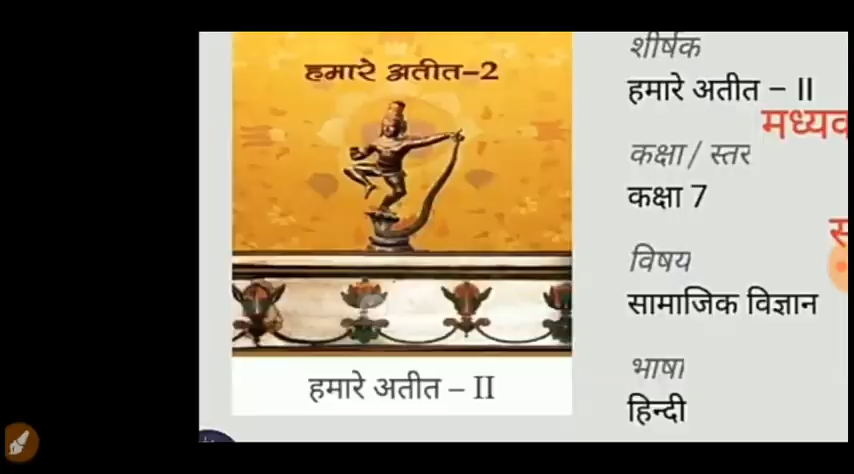 हमारे अतीत-2
हमारे अतीत – II
शीर्षक
हमारे अतीत – II
कक्षा / स्तर
कक्षा 7
विषय
सामाजिक विज्ञान
भाषा
हिन्दी